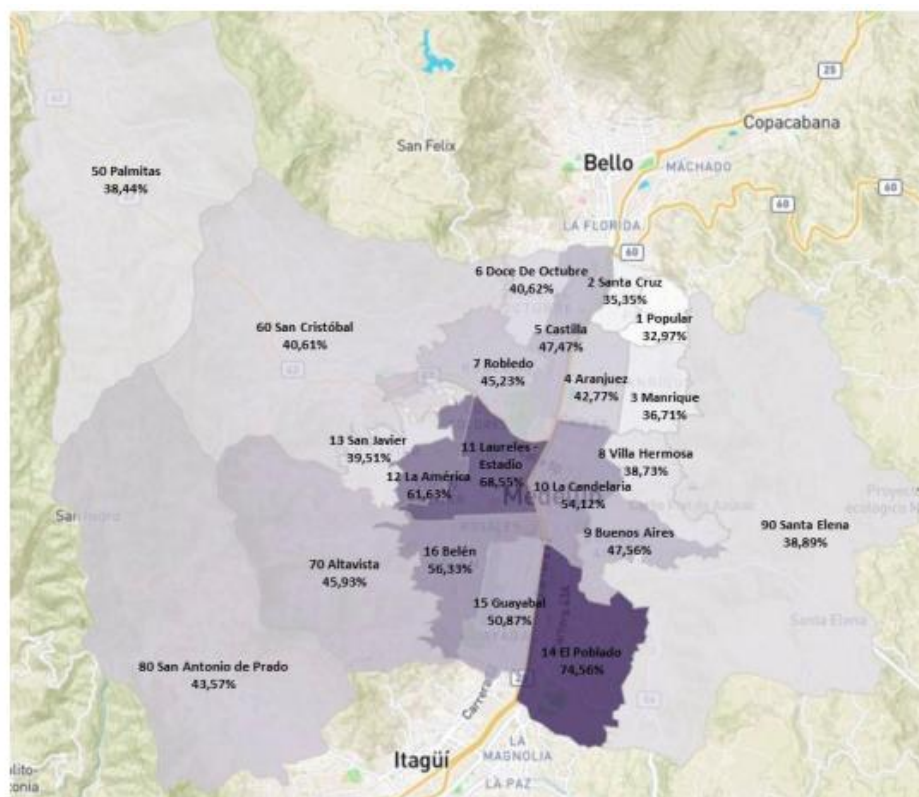 25
Copacabana
San Felix
Bello
MACHADO
60
LA FLORIDA
60
60
50 Palmitas
38,44%
6 Doce De Octubre
40,62%
2 Santa Cruz
35,35%
1 Popular
32,97%
60 San Cristóbal
40,61%
5 Castilla
47,47%
7 Robledo
45,23%
4 Aranjuez
42,77%
3 Manrique
36,71%
13 San Javier
39,51%
11 Laureles -
Estadio
68,55%
8 Villa Hermosa
38,73%
12 La América
61,63%
10 La Candelaria
54,12%
90 Santa Elena
38,89%
9 Buenos Aires
47,56%
16 Belén
56,33%
70 Altavista
45,93%
15 Guayabal
50,87%
Santa Elena
14 El Poblado
74,56%
80 San Antonio de Prado
43,57%
Carrera
Itagüí
LA
MAGNOLIA
LA PAZ